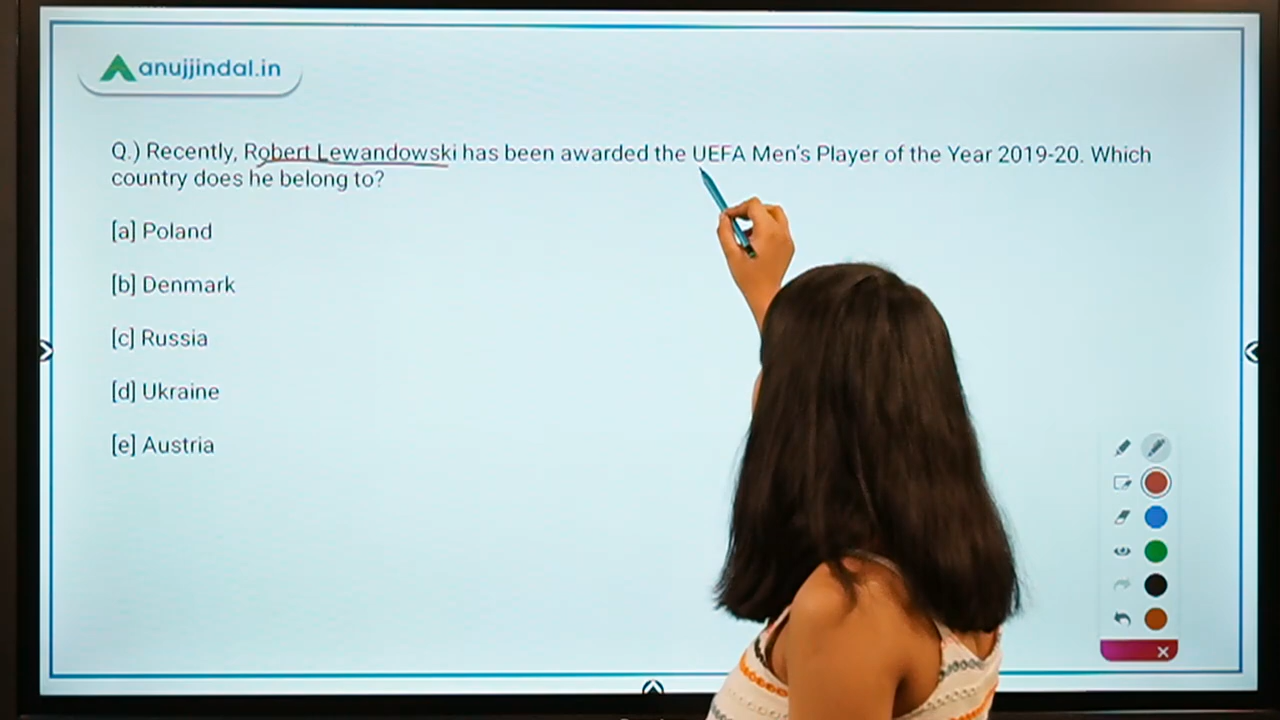 anujjindal.in
Q.) Recently, Robert Lewandowski has been awarded the UEFA Men's Player of the Year 2019-20. Which
country does he belong to?
[a] Poland
[b] Denmark
[c] Russia
[d] Ukraine
[e] Austria